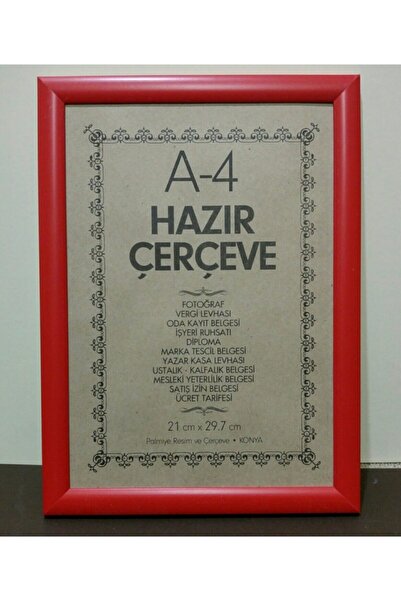 A-4
HAZIR
ÇERÇEVE
FOTOĞRAF
VERGİ LEVHASI
ODA KAYIT BELGESİ
İŞYERİ RUHSATI
DİPLOMA
MARKA TESCİL BELGESİ
YAZAR KASA LEVHASI
USTALIK - KALFALIK BELGESİ
MESLEKİ YETERLİLİK BELGESİ
SATIŞ İZİN BELGESİ
ÜCRET TARİFESİ
21 cm x 29.7 cm
Palmiye Resim ve Çerçeve • KONYA